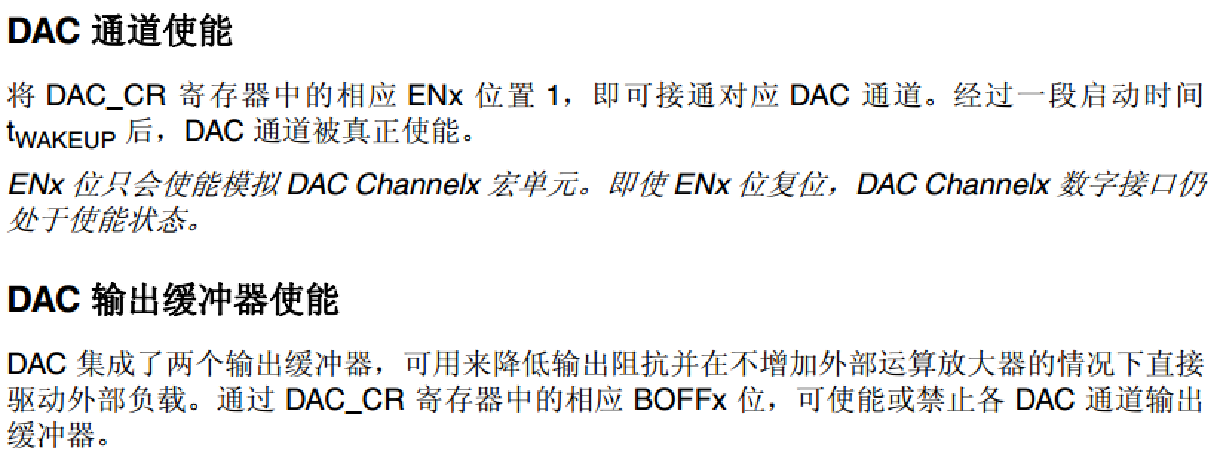 DAC 通道使能
将 DAC_CR 寄存器中的相应 ENx 位置 1，即可接通对应 DAC 通道。经过一段启动时间
tWAKEUP 后，DAC 通道被真正使能。
ENx 位只会使能模拟 DAC Channelx 宏单元。即使 ENx 位复位，DAC Channelx 数字接口仍
处于使能状态。
DAC 输出缓冲器使能
DAC 集成了两个输出缓冲器，可用来降低输出阻抗并在不增加外部运算放大器的情况下直接
驱动外部负载。通过 DAC_CR 寄存器中的相应 BOFFx 位，可使能或禁止各 DAC 通道输出
缓冲器。